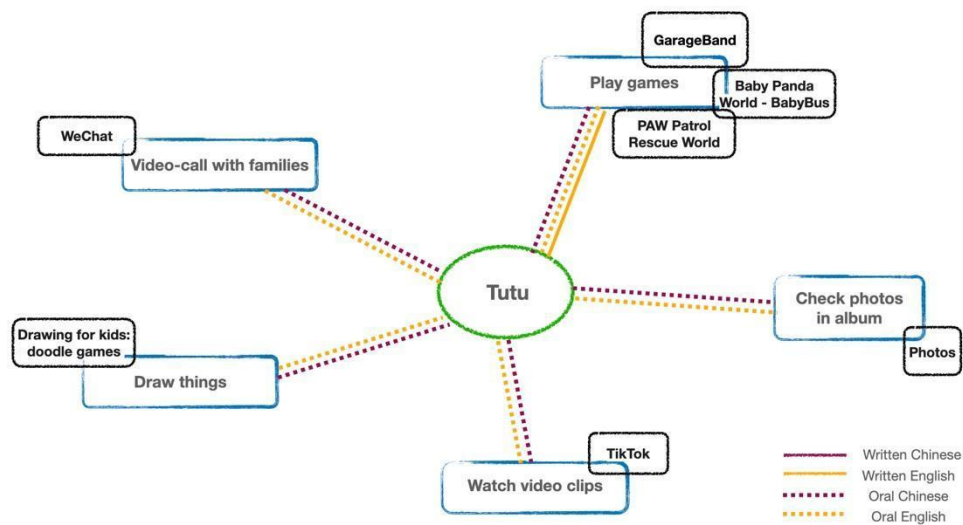 GarageBand
Play games
Baby Panda
World - BabyBus
PAW Patrol
Rescue World
WeChat
Video-call with families
Tutu
Check photos
in album
Photos
Drawing for kids:
doodle games
Draw things
TikTok
Watch video clips
Written Chinese
Written English
Oral Chinese
Oral English